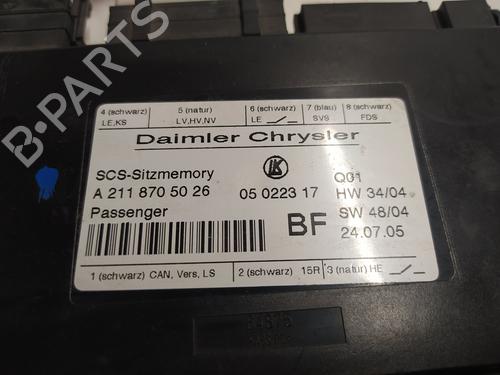 B-PARTS
4 (schwarz) 5 (natur) 6 (schwarz) 7 (blau) 8 (schwarz)
LE,KS LV,HV,NV LE SVS FDS
Daimler Chrysler
SCS-Sitzmemory LK Q01
A 211 870 50 26 05 0223 17 HW 34/04
Passenger BF SW 48/04
24.07.05
1 (schwarz) CAN, Vers, LS 2 (schwarz) 15R 3 (natur) HE